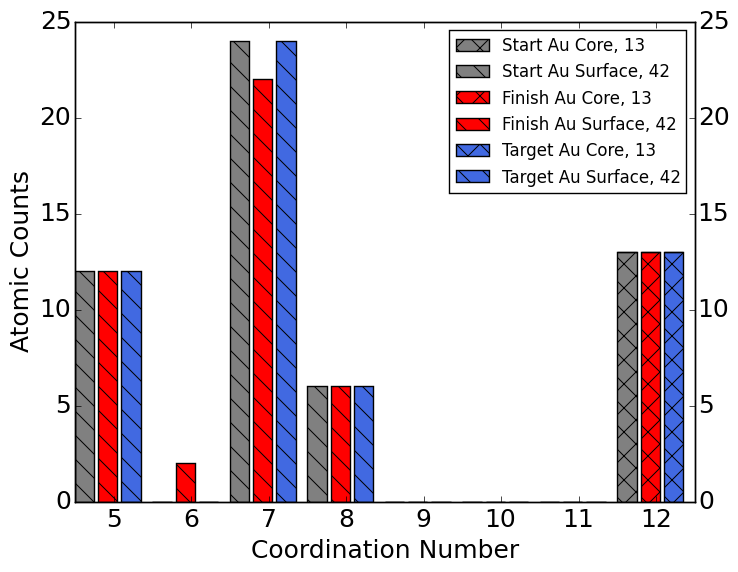 25
20
15
10
5
0
Atomic Counts
Start Au Core, 13
Start Au Surface, 42
Finish Au Core, 13
Finish Au Surface, 42
Target Au Core, 13
Target Au Surface, 42
25
20
15
10
5
0
5 6 7 8 9 10 11 12
Coordination Number